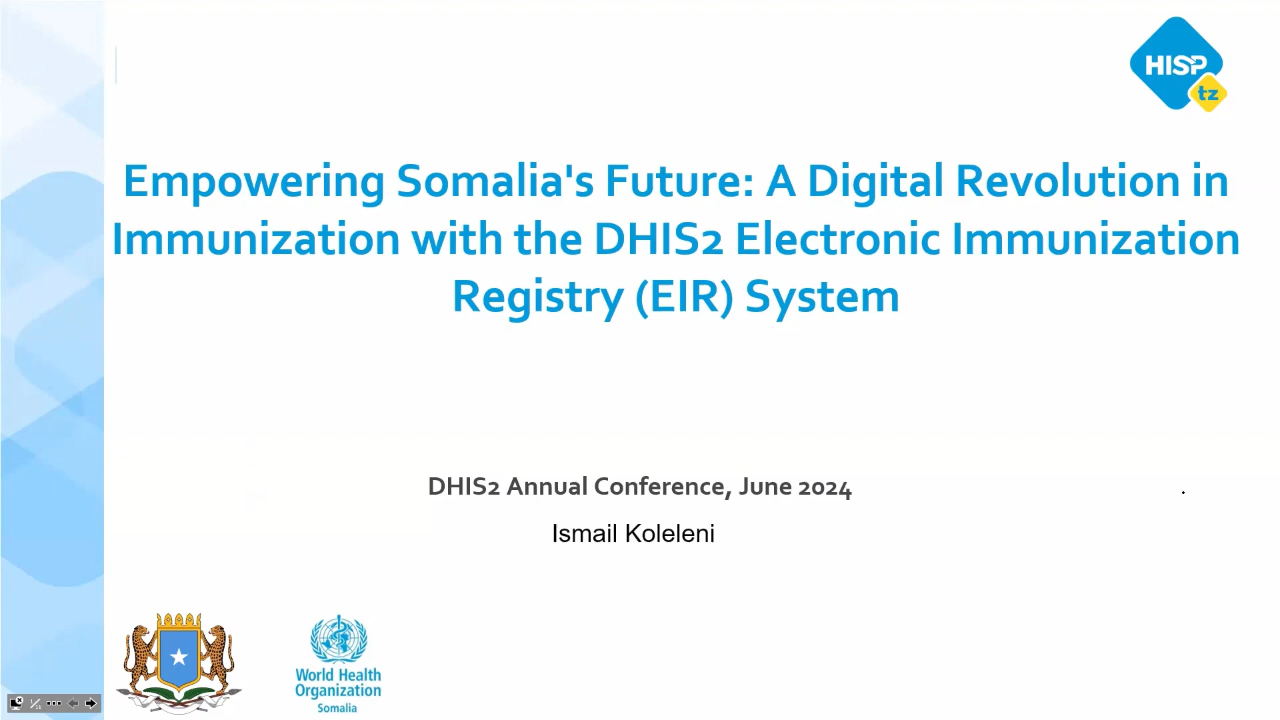 HISP
tz
Empowering Somalia's Future: A Digital Revolution in
Immunization with the DHIS2 Electronic Immunization
Registry (EIR) System
DHIS2 Annual Conference, June 2024
Ismail Koleleni
World Health
Organization
Somalia